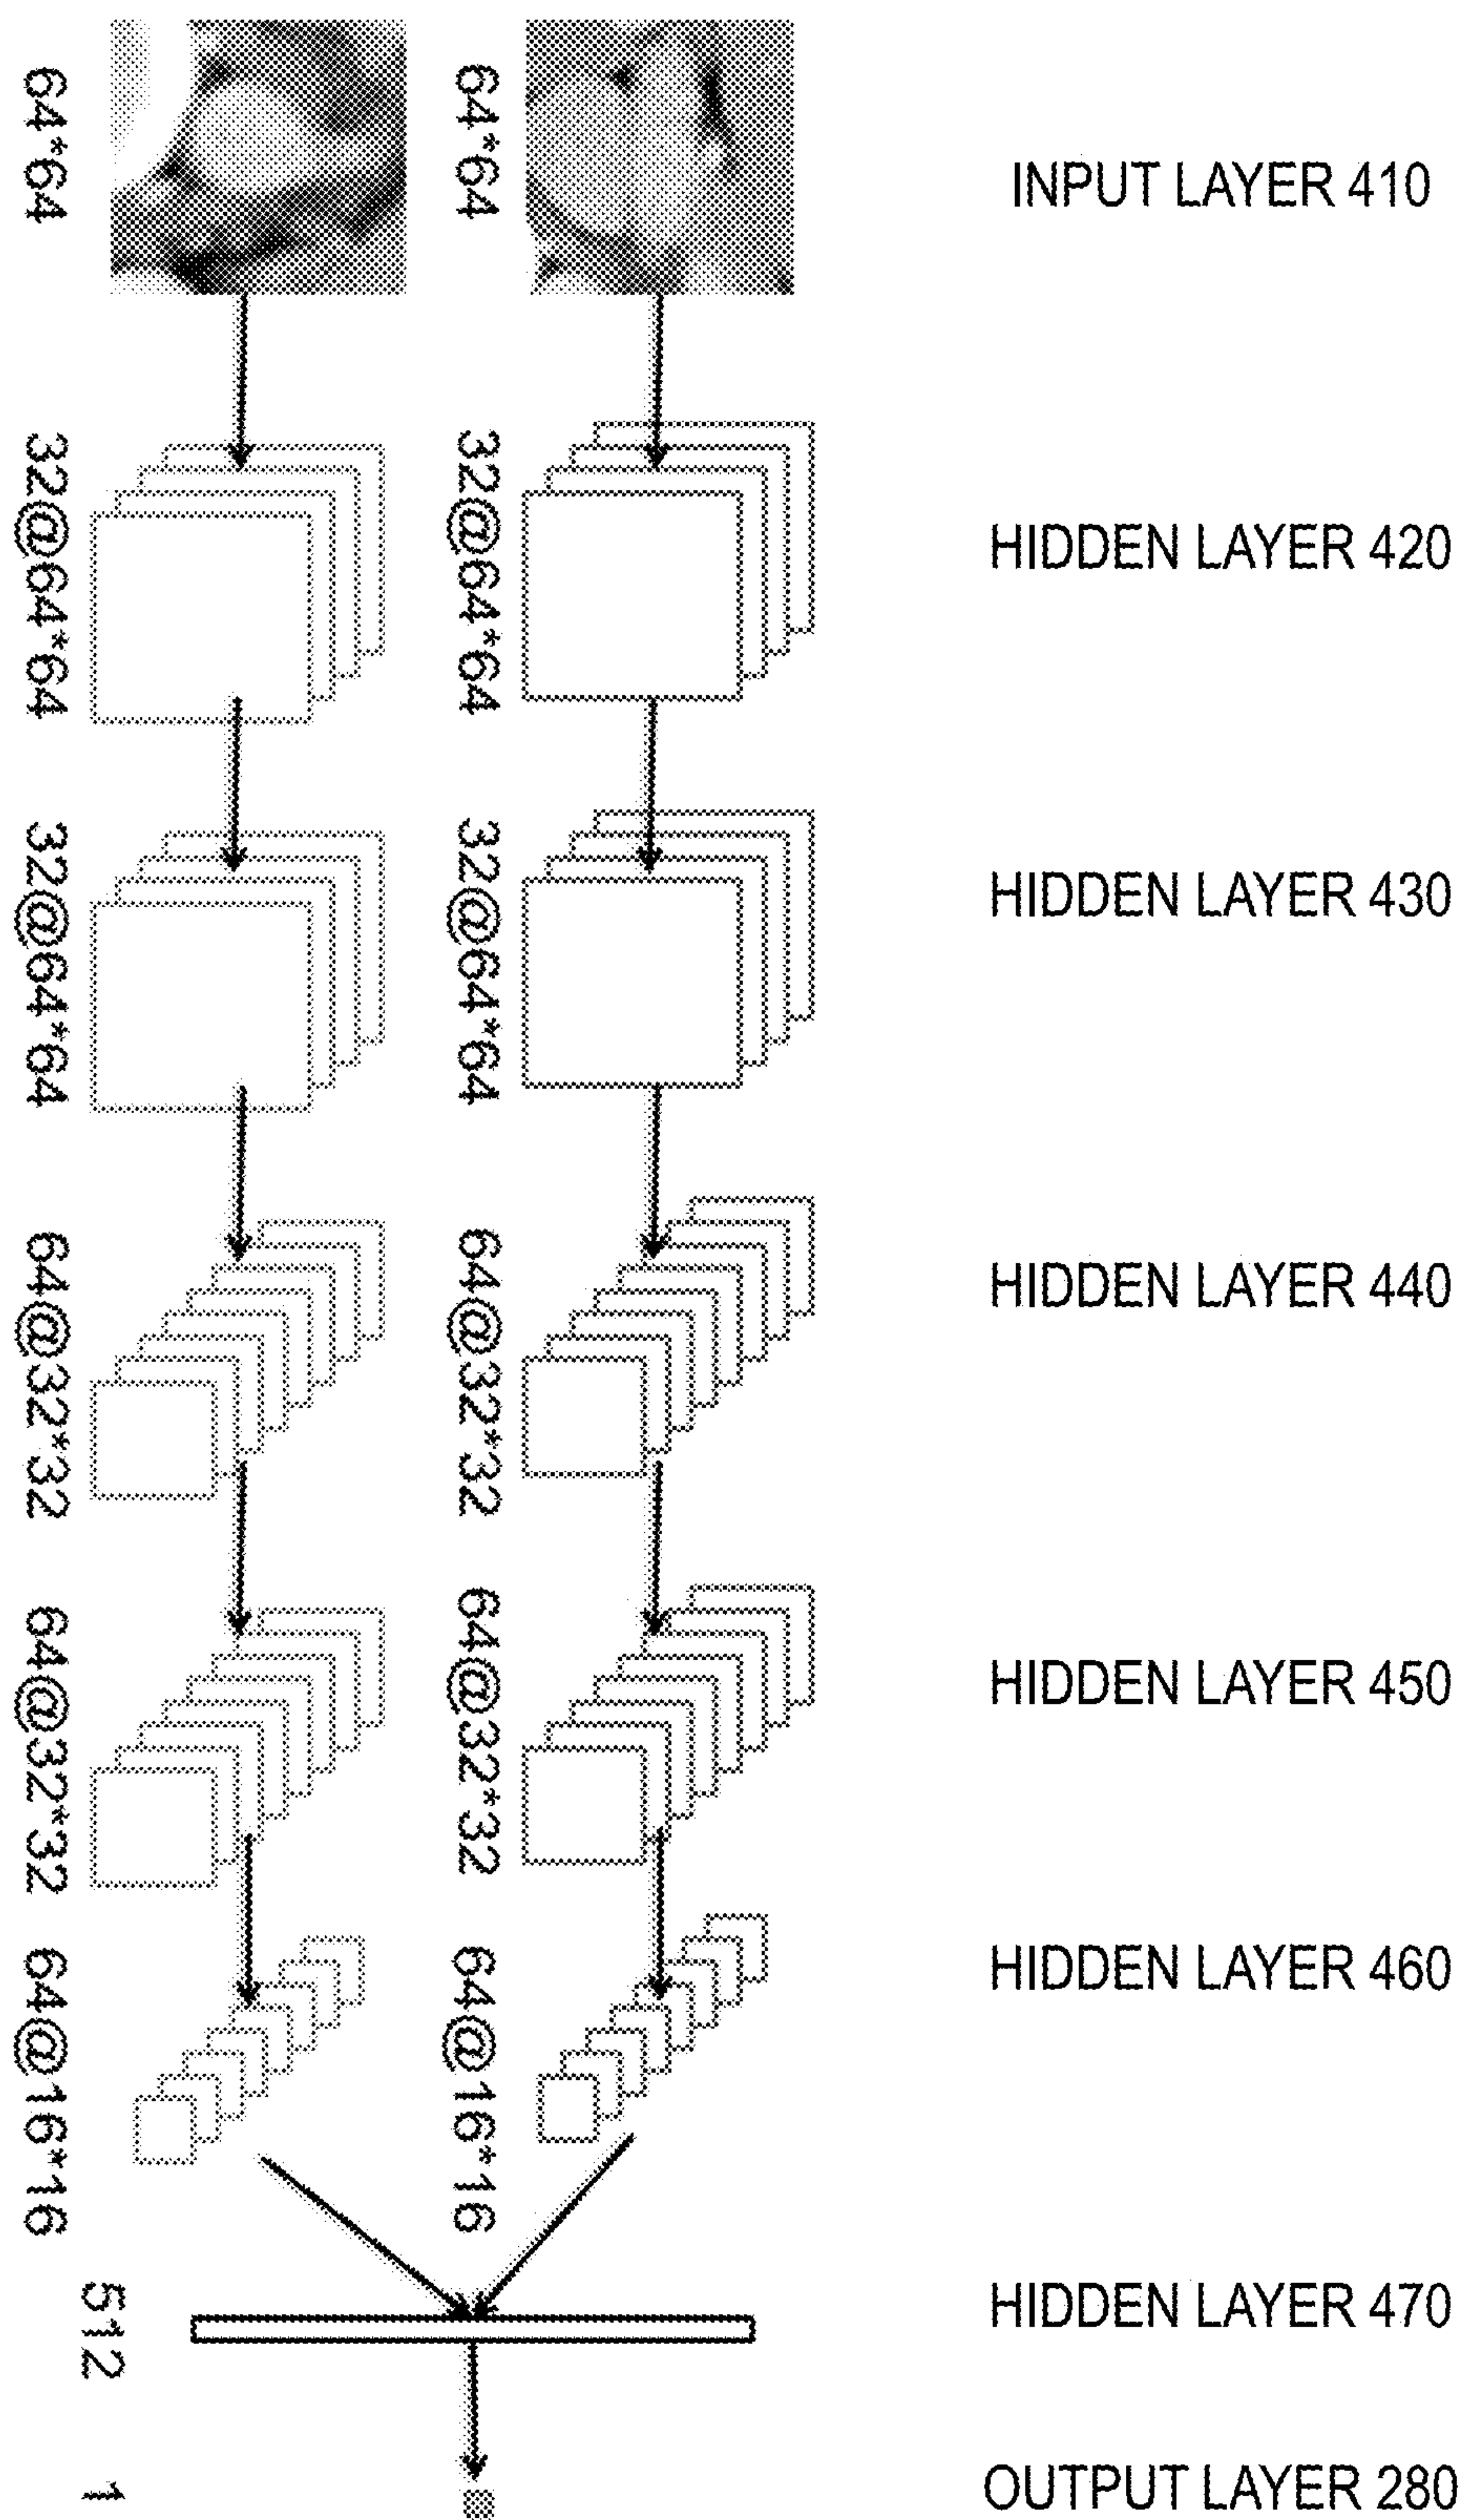 INPUT LAYER 410
64*64
64*64
HIDDEN LAYER 420
32@64*64
32@64*64
HIDDEN LAYER 430
32@64*64
32@64*64
HIDDEN LAYER 440
64@32*32
64@32*32
HIDDEN LAYER 450
64@32*32
64@32*32
HIDDEN LAYER 460
64@16*16
64@16*16
HIDDEN LAYER 470
512
OUTPUT LAYER 280
1